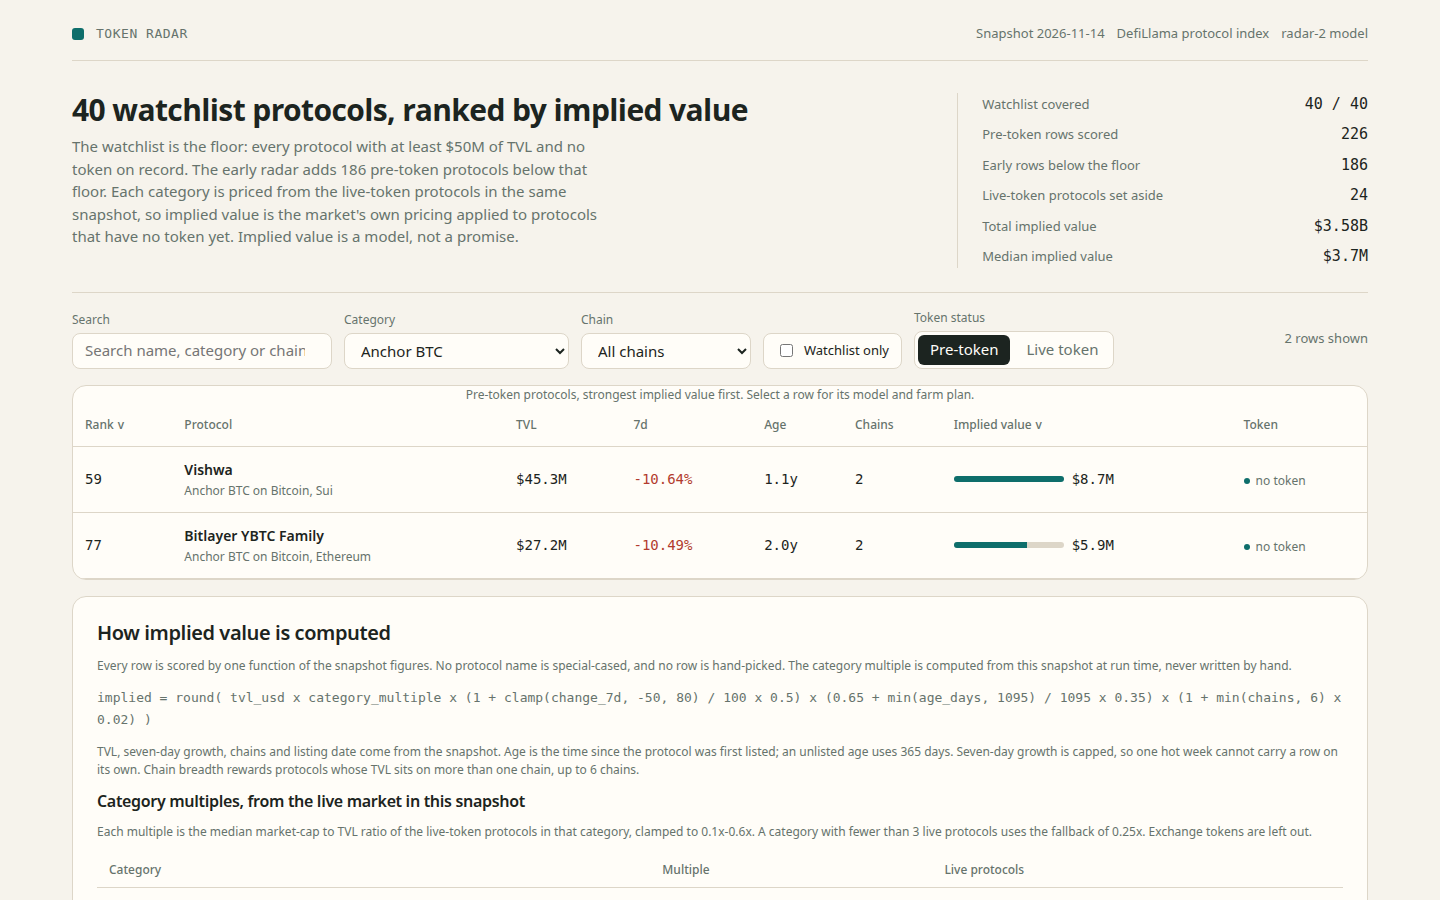 TOKEN RADAR
Snapshot 2026-11-14 DefiLlama protocol index radar-2 model
40 watchlist protocols, ranked by implied value
The watchlist is the floor: every protocol with at least $50M of TVL and no
token on record. The early radar adds 186 pre-token protocols below that
floor. Each category is priced from the live-token protocols in the same
snapshot, so implied value is the market's own pricing applied to protocols
that have no token yet. Implied value is a model, not a promise.
Watchlist covered 40 / 40
Pre-token rows scored 226
Early rows below the floor 186
Live-token protocols set aside 24
Total implied value $3.58B
Median implied value $3.7M
Search Category Chain Token status
Search name, category or chain Anchor BTC All chains Watchlist only Pre-token Live token 2 rows shown
Pre-token protocols, strongest implied value first. Select a row for its model and farm plan.
Rank v Protocol TVL 7d Age Chains Implied value v Token
59 Vishwa $45.3M -10.64% 1.1y 2 $8.7M no token
Anchor BTC on Bitcoin, Sui
77 Bitlayer YBTC Family $27.2M -10.49% 2.0y 2 $5.9M no token
Anchor BTC on Bitcoin, Ethereum
How implied value is computed
Every row is scored by one function of the snapshot figures. No protocol name is special-cased, and no row is hand-picked. The category multiple is computed from this snapshot at run time, never written by hand.
implied = round( tvl_usd x category_multiple x (1 + clamp(change_7d, -50, 80) / 100 x 0.5) x (0.65 + min(age_days, 1095) / 1095 x 0.35) x (1 + min(chains, 6) x
0.02) )
TVL, seven-day growth, chains and listing date come from the snapshot. Age is the time since the protocol was first listed; an unlisted age uses 365 days. Seven-day growth is capped, so one hot week cannot carry a row on
its own. Chain breadth rewards protocols whose TVL sits on more than one chain, up to 6 chains.
Category multiples, from the live market in this snapshot
Each multiple is the median market-cap to TVL ratio of the live-token protocols in that category, clamped to 0.1x-0.6x. A category with fewer than 3 live protocols uses the fallback of 0.25x. Exchange tokens are left out.
Category Multiple Live protocols